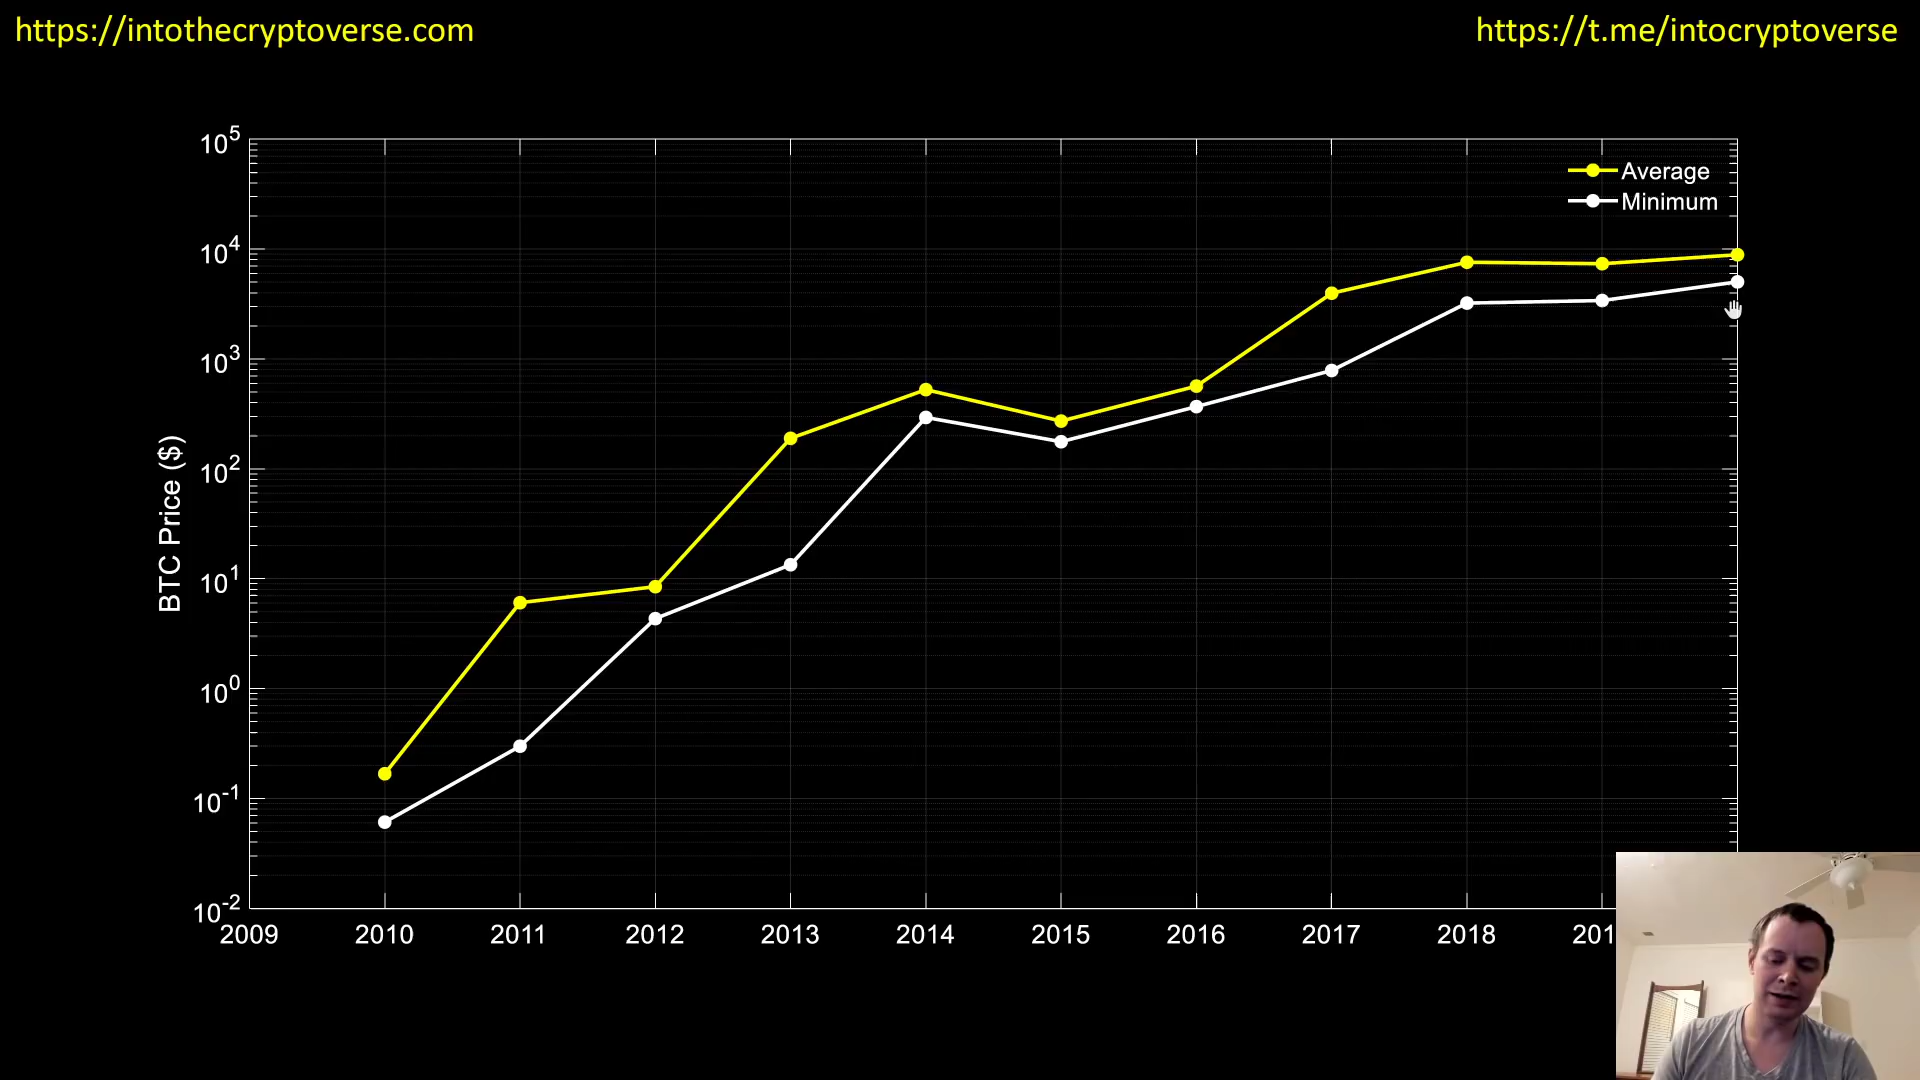 https://intothecryptoverse.com
https://t.me/intocryptoverse
10^5
Average
Minimum
10^4
10^3
10^2
BTC Price ($)
10^1
10^0
10^-1
10^-2
2009 2010 2011 2012 2013 2014 2015 2016 2017 2018 201